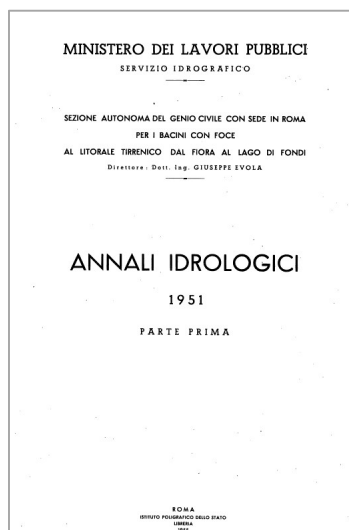 MINISTERO DEI LAVORI PUBBLICI
SERVIZIO IDROGRAFICO
SEZIONE AUTONOMA DEL GENIO CIVILE CON SEDE IN ROMA
PER I BACINI CON FOCE
AL LITORALE TIRRENICO DAL FIORA AL LAGO DI FONDI
Direttore: Dott. Ing. GIUSEPPE EVOLA
ANNALI IDROLOGICI
1951
PARTE PRIMA
ROMA
ISTITUTO POLIGRAFICO DELLO STATO
LIBRERIA